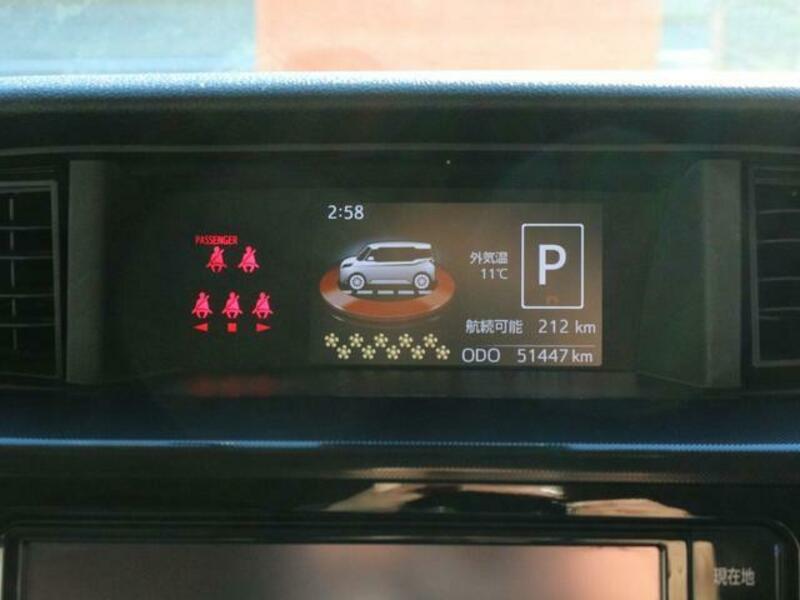 2:58
PASSENGER
外気温
11℃
P
航続可能 212 km
ODO 51447 km
現在地